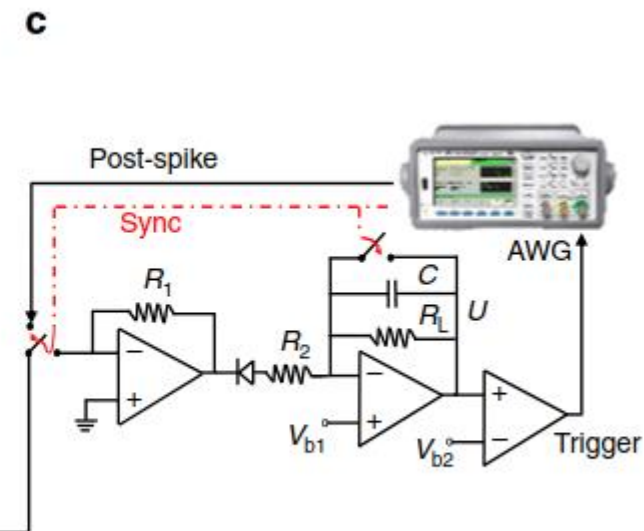 c
Post-spike
Sync
AWG
R1
C
RL
U
R2
−
+
−
+
Vb1
+
−
Vb2
Trigger